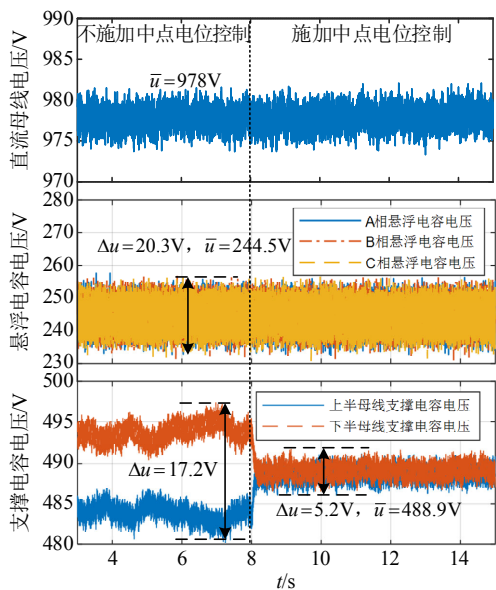 不施加中点电位控制 施加中点电位控制
直流母线电压/V
990
985
980
975
970
u̅=978V
悬浮电容电压/V
280
270
260
250
240
230
A相悬浮电容电压
B相悬浮电容电压
C相悬浮电容电压
Δu=20.3V，u̅=244.5V
支撑电容电压/V
500
495
490
485
480
上半母线支撑电容电压
下半母线支撑电容电压
Δu=17.2V
Δu=5.2V，u̅=488.9V
4 6 8 10 12 14
t/s